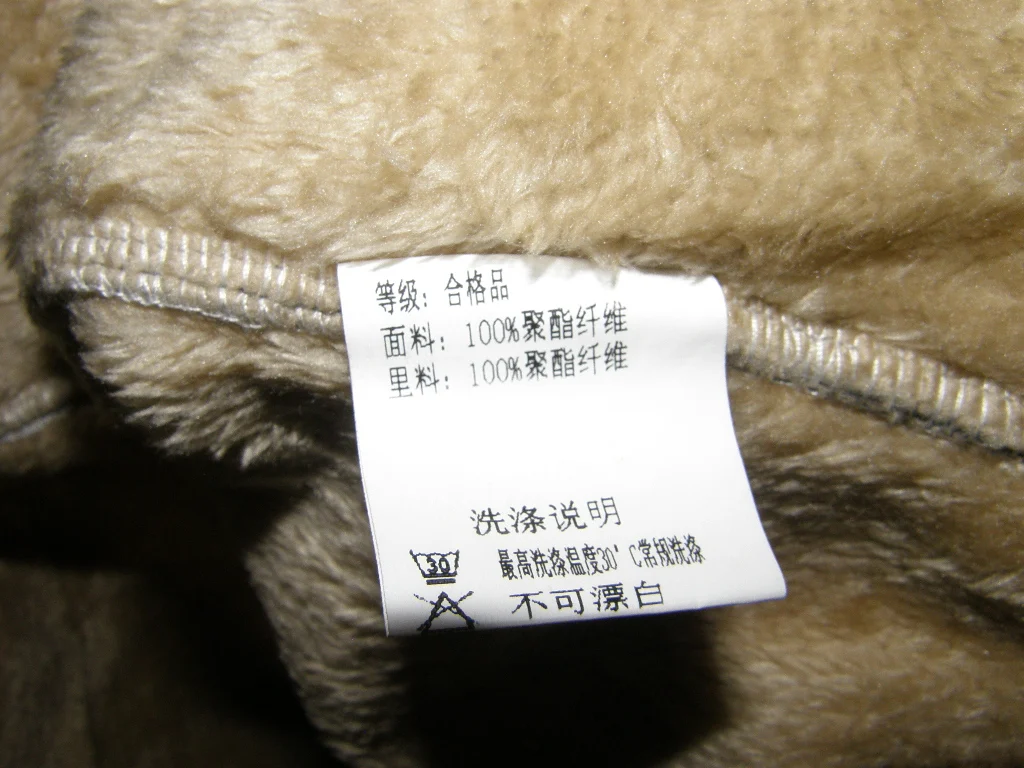 等级：合格品
面料：100%聚酯纤维
里料：100%聚酯纤维
洗涤说明
30 最高洗涤温度30°C常规洗涤
不可漂白